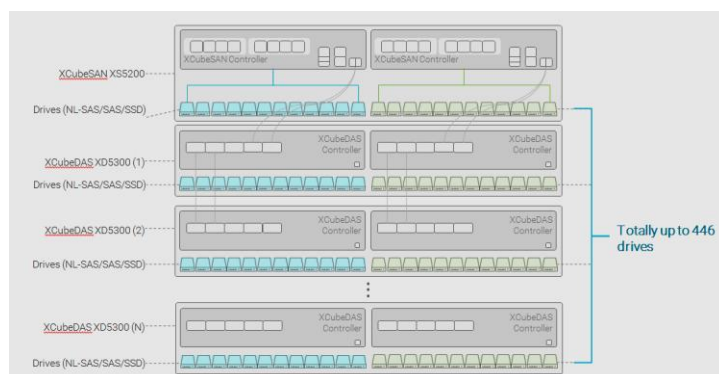 XCubeSAN Controller
XCubeSAN Controller
XCubeSAN XS5200
Drives (NL-SAS/SAS/SSD)
XCubeDAS
Controller
XCubeDAS
Controller
XCubeDAS XD5300 (1)
Drives (NL-SAS/SAS/SSD)
XCubeDAS
Controller
XCubeDAS
Controller
XCubeDAS XD5300 (2)
Totally up to 446
drives
Drives (NL-SAS/SAS/SSD)
XCubeDAS
Controller
XCubeDAS
Controller
XCubeDAS XD5300 (N)
Drives (NL-SAS/SAS/SSD)